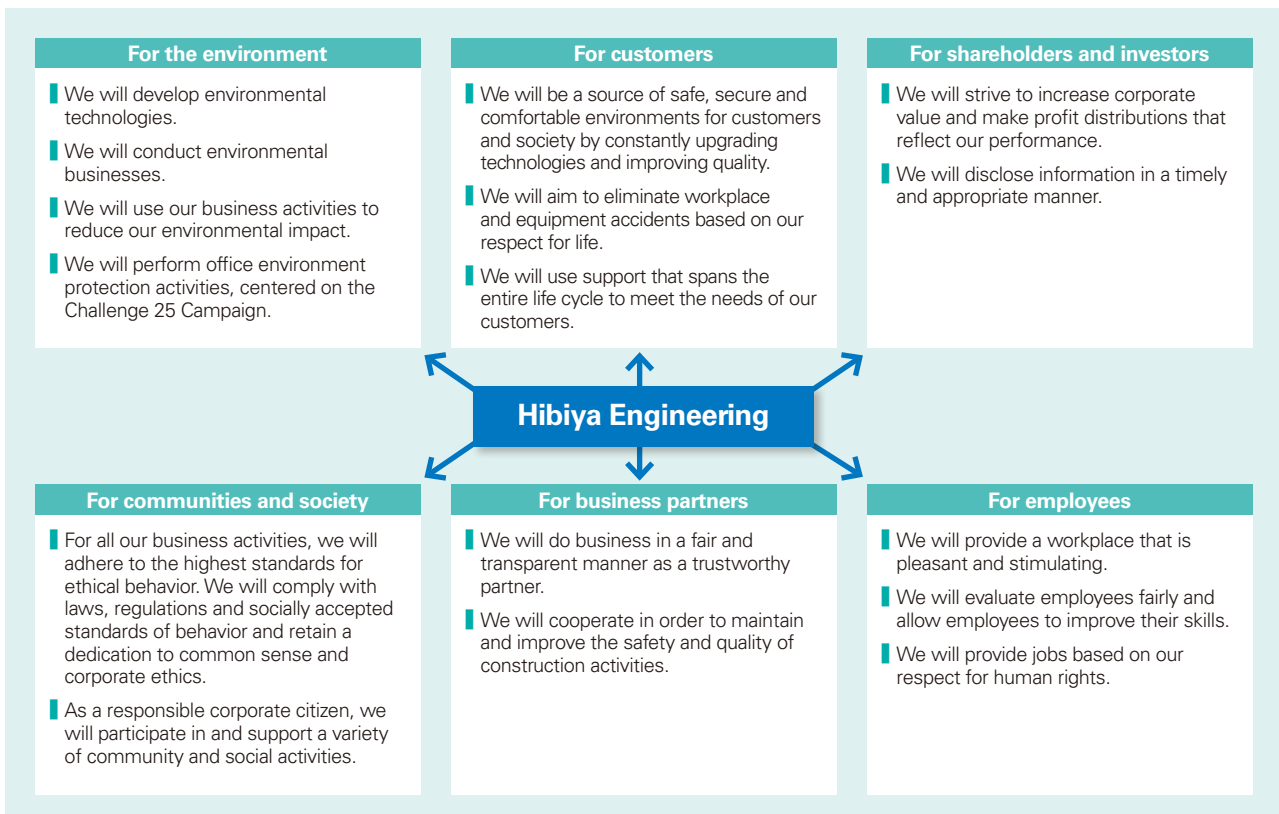 For the environment
We will develop environmental
technologies.
We will conduct environmental
businesses.
We will use our business activities to
reduce our environmental impact.
We will perform office environment
protection activities, centered on the
Challenge 25 Campaign.
For customers
We will be a source of safe, secure and
comfortable environments for customers
and society by constantly upgrading
technologies and improving quality.
We will aim to eliminate workplace
and equipment accidents based on our
respect for life.
We will use support that spans the
entire life cycle to meet the needs of our
customers.
For shareholders and investors
We will strive to increase corporate
value and make profit distributions that
reflect our performance.
We will disclose information in a timely
and appropriate manner.
Hibiya Engineering
For communities and society
For all our business activities, we will
adhere to the highest standards for
ethical behavior. We will comply with
laws, regulations and socially accepted
standards of behavior and retain a
dedication to common sense and
corporate ethics.
As a responsible corporate citizen, we
will participate in and support a variety
of community and social activities.
For business partners
We will do business in a fair and
transparent manner as a trustworthy
partner.
We will cooperate in order to maintain
and improve the safety and quality of
construction activities.
For employees
We will provide a workplace that is
pleasant and stimulating.
We will evaluate employees fairly and
allow employees to improve their skills.
We will provide jobs based on our
respect for human rights.